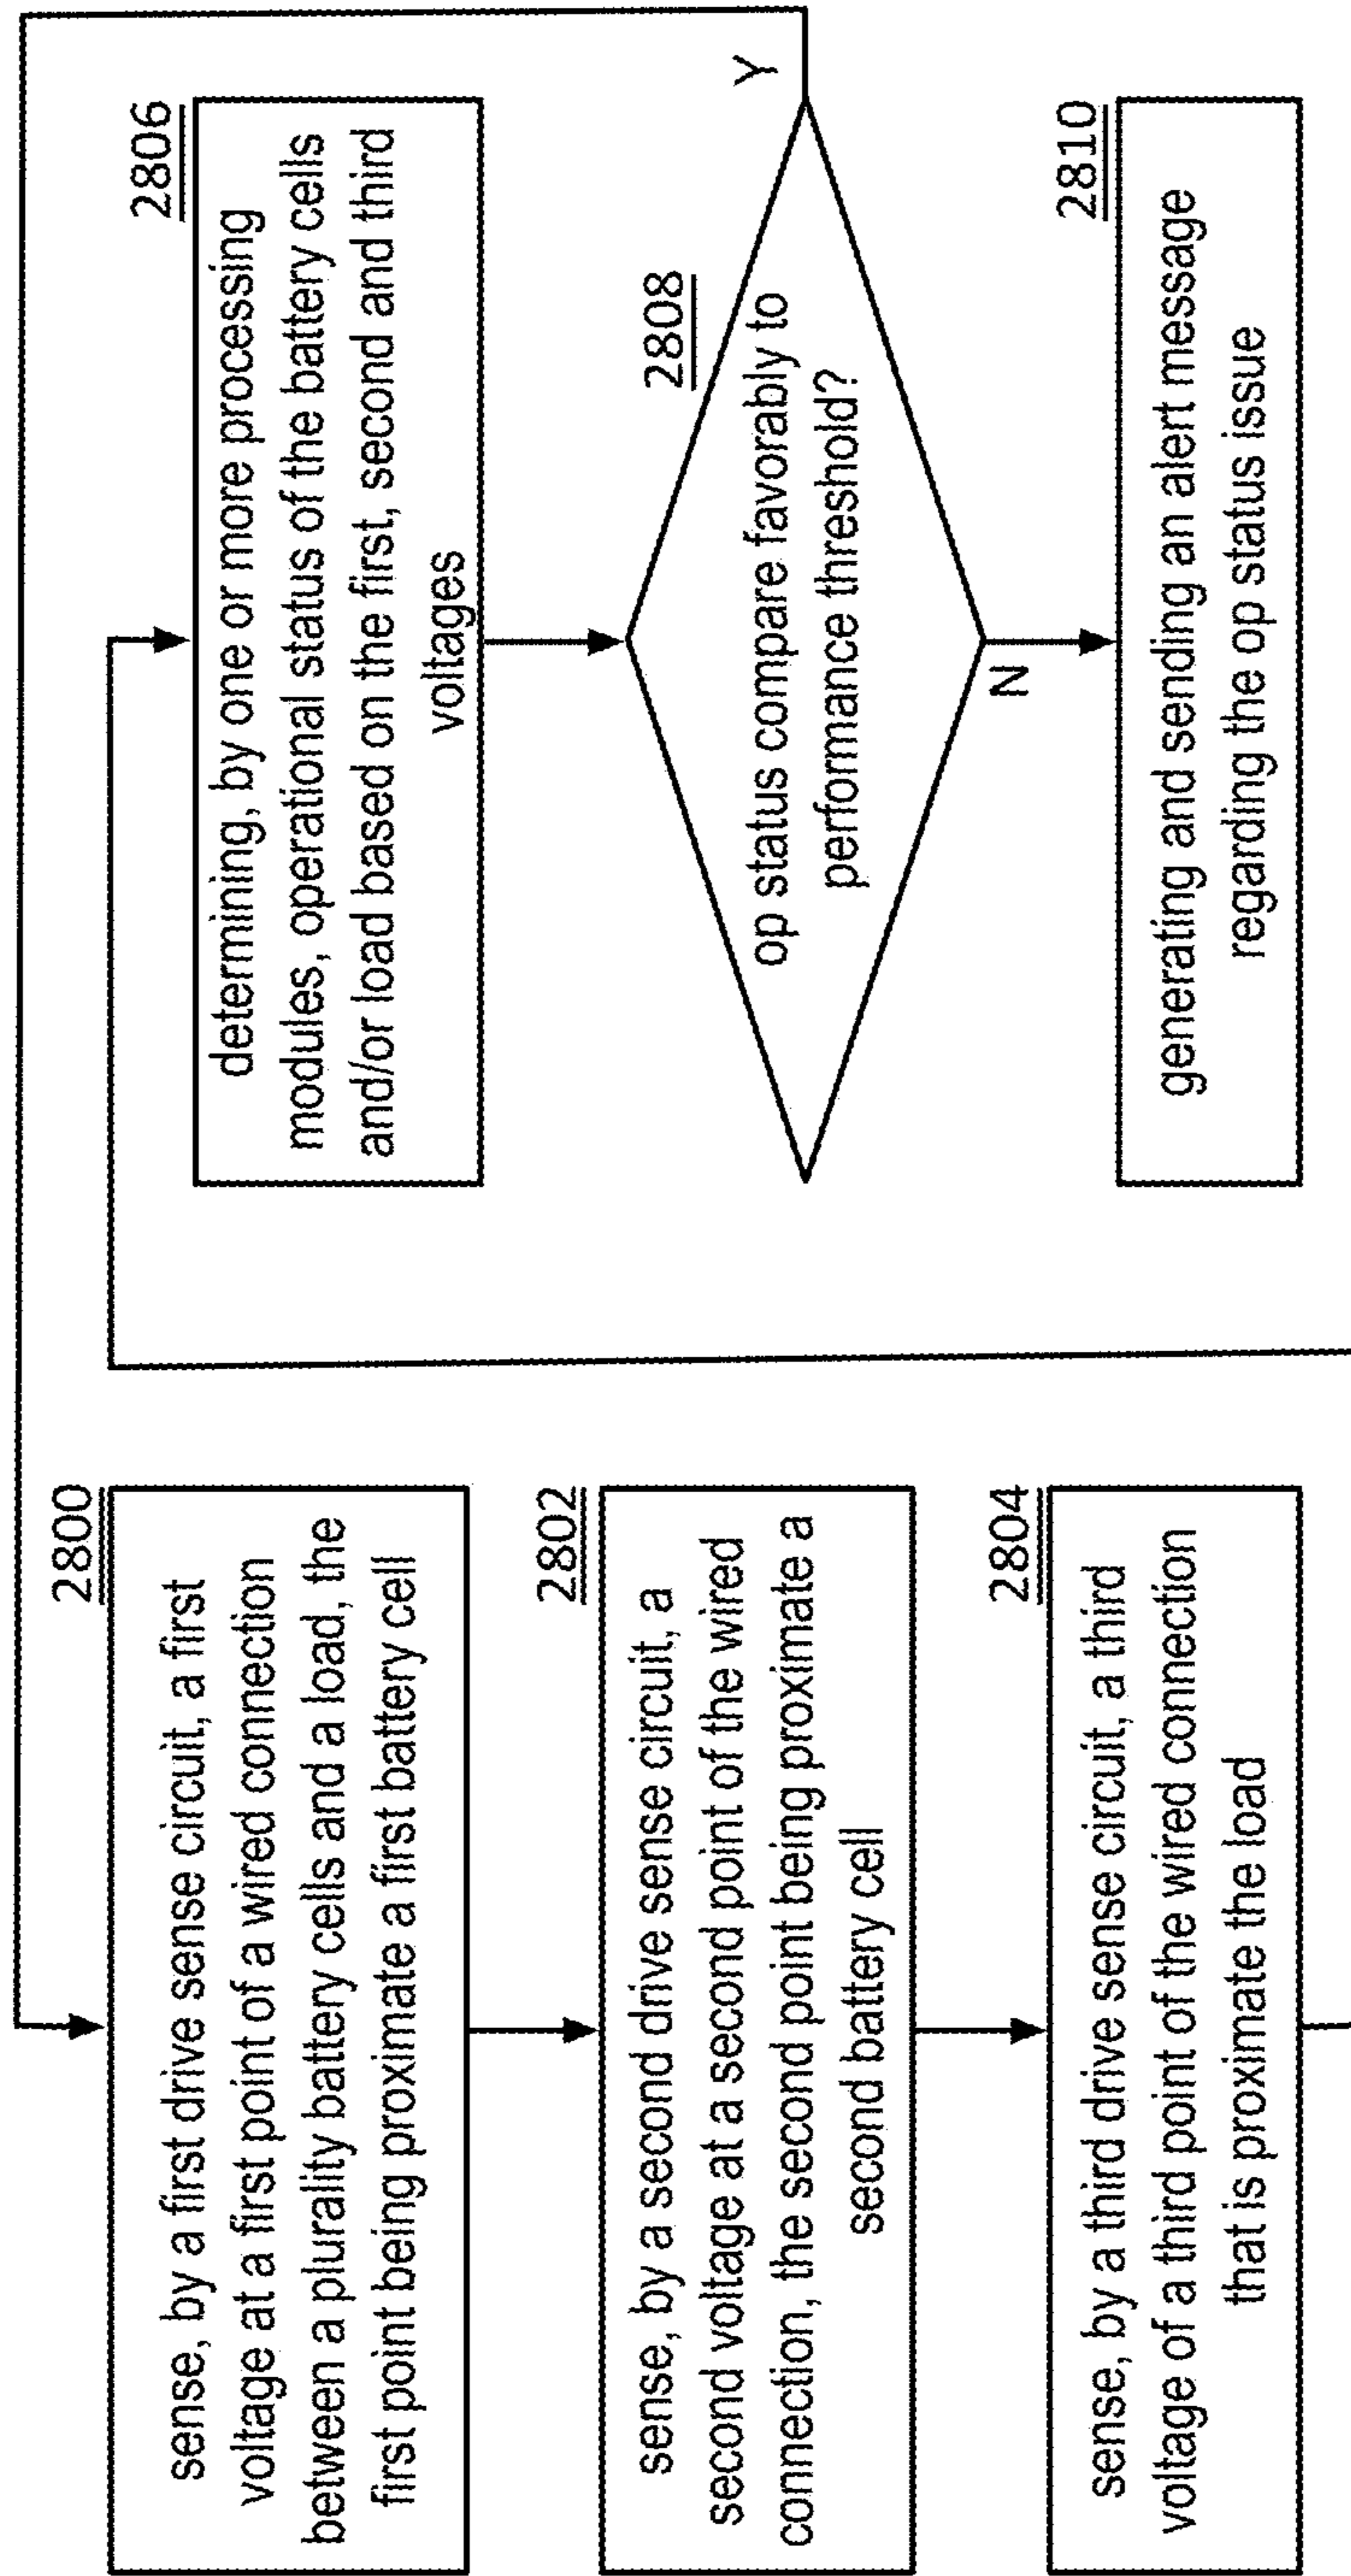 2800
sense, by a first drive sense circuit, a first
voltage at a first point of a wired connection
between a plurality battery cells and a load, the
first point being proximate a first battery cell
2802
sense, by a second drive sense circuit, a
second voltage at a second point of the wired
connection, the second point being proximate a
second battery cell
2804
sense, by a third drive sense circuit, a third
voltage of a third point of the wired connection
that is proximate the load
2806
determining, by one or more processing
modules, operational status of the battery cells
and/or load based on the first, second and third
voltages
2808
op status compare favorably to
performance threshold?
Y
N
2810
generating and sending an alert message
regarding the op status issue